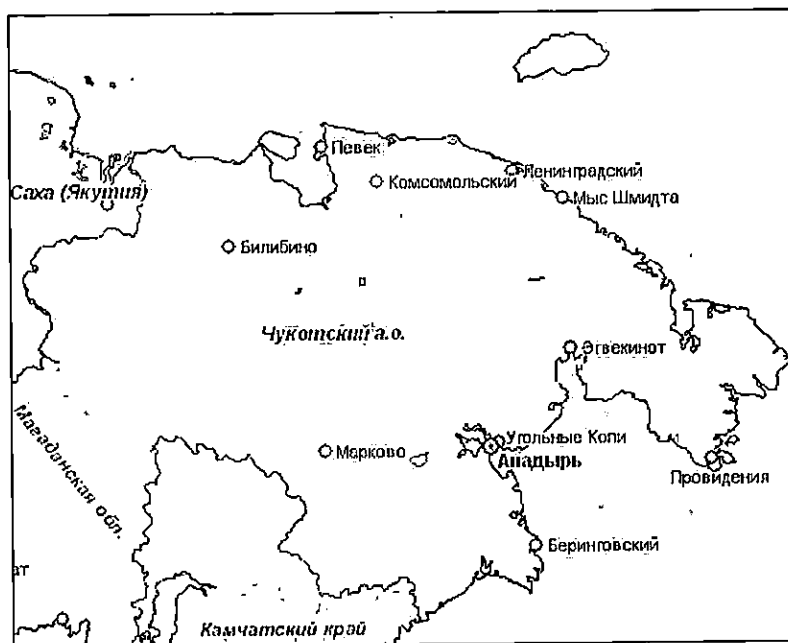 Певек
Ленинградский
Комсомольский
Саха (Якутия)
Мыс Шмидта
Билибино
Чукотский а.о.
Эгвекинот
Магаданская обл.
Угольные Копи
Марково
Анадырь
Провидения
Беринговский
ат
Камчатский край